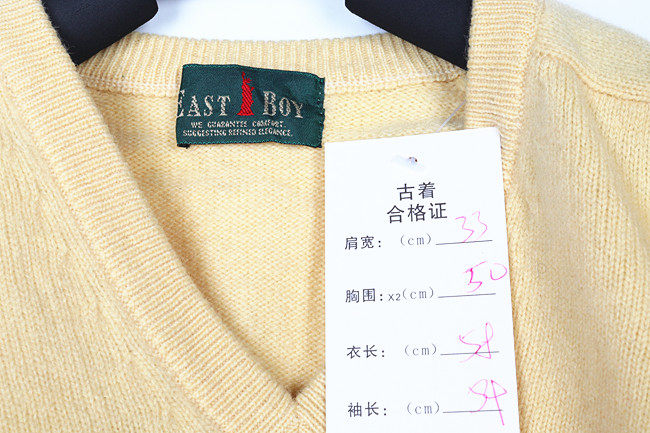 EAST BOY
WE GUARANTEE COMFORT
SUGGESTING REFINED ELEGANCE.
古着
合格证
肩宽：（cm）33
胸围：X2（cm）50
衣长：（cm）58
袖长：（cm）